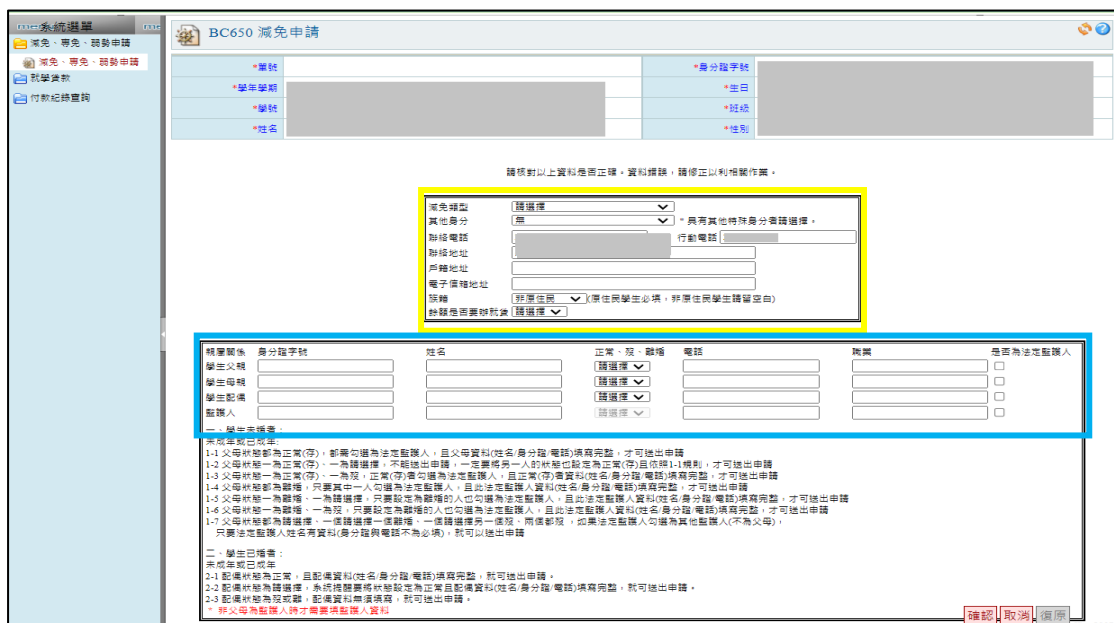 系統選單
減免、專免、弱勢申請
減免、專免、弱勢申請
就學貸款
付款紀錄查詢
BC650 減免申請
*單號 *身分證字號
*學年學期 *生日
*學號 *班級
*姓名 *性別
請核對以上資料是否正確。資料錯誤，請修正以利相關作業。
減免類型 請選擇
其他身分 無 * 具有其他特殊身分者請選擇。
聯絡電話 行動電話
聯絡地址
戶籍地址
電子信箱地址
族籍 非原住民 (原住民學生必填，非原住民學生請留空白)
餘額是否要辦就貸 請選擇
親屬關係 身分證字號 姓名 正常、歿、離婚 電話 職業 是否為法定監護人
學生父親 請選擇
學生母親 請選擇
學生配偶 請選擇
監護人 請選擇
一、學生未婚者：
未成年或已成年：
1-1 父母狀態都為正常(存)，都需勾選為法定監護人，且父母資料(姓名/身分證/電話)填寫完整，才可送出申請
1-2 父母狀態一為正常(存)、一為請選擇，不能送出申請，一定要將另一人的狀態也設定為正常(存)且依照1-1規則，才可送出申請
1-3 父母狀態一為正常(存)、一為歿，正常(存)者勾選為法定監護人，且正常(存)者資料(姓名/身分證/電話)填寫完整，才可送出申請
1-4 父母狀態都為離婚，只要其中一人勾選為法定監護人，且此法定監護人資料(姓名/身分證/電話)填寫完整，才可送出申請
1-5 父母狀態一為離婚、一為請選擇，只要設定為離婚的人也勾選為法定監護人，且此法定監護人資料(姓名/身分證/電話)填寫完整，才可送出申請
1-6 父母狀態一為離婚、一為歿，只要設定為離婚的人也勾選為法定監護人，且此法定監護人資料(姓名/身分證/電話)填寫完整，才可送出申請
1-7 父母狀態都為請選擇、一個請選擇一個離婚、一個請選擇另一個歿、兩個都歿，如果法定監護人勾選為其他監護人(不為父母)，
只要法定監護人姓名有資料(身分證與電話不為必填)，就可以送出申請
二、學生已婚者：
未成年或已成年
2-1 配偶狀態為正常，且配偶資料(姓名/身分證/電話)填寫完整，就可送出申請。
2-2 配偶狀態為請選擇，系統提醒要將狀態設定為正常且配偶資料(姓名/身分證/電話)填寫完整，就可送出申請。
2-3 配偶狀態為歿或離，配偶資料無須填寫，就可送出申請。
* 非父母為監護人時才需要填監護人資料
確認 取消 復原